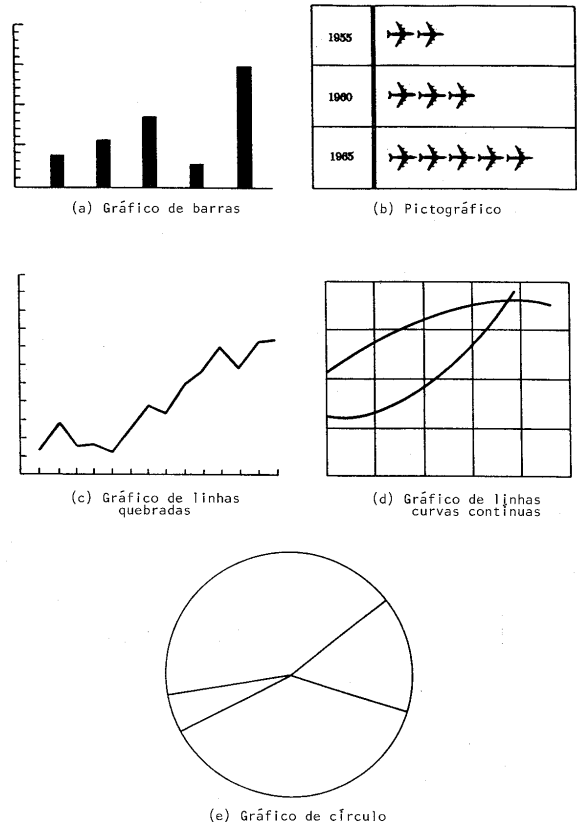 1955
1960
1965
(a) Gráfico de barras
(b) Pictográfico
(c) Gráfico de linhas
quebradas
(d) Gráfico de linhas
curvas contínuas
(e) Gráfico de círculo